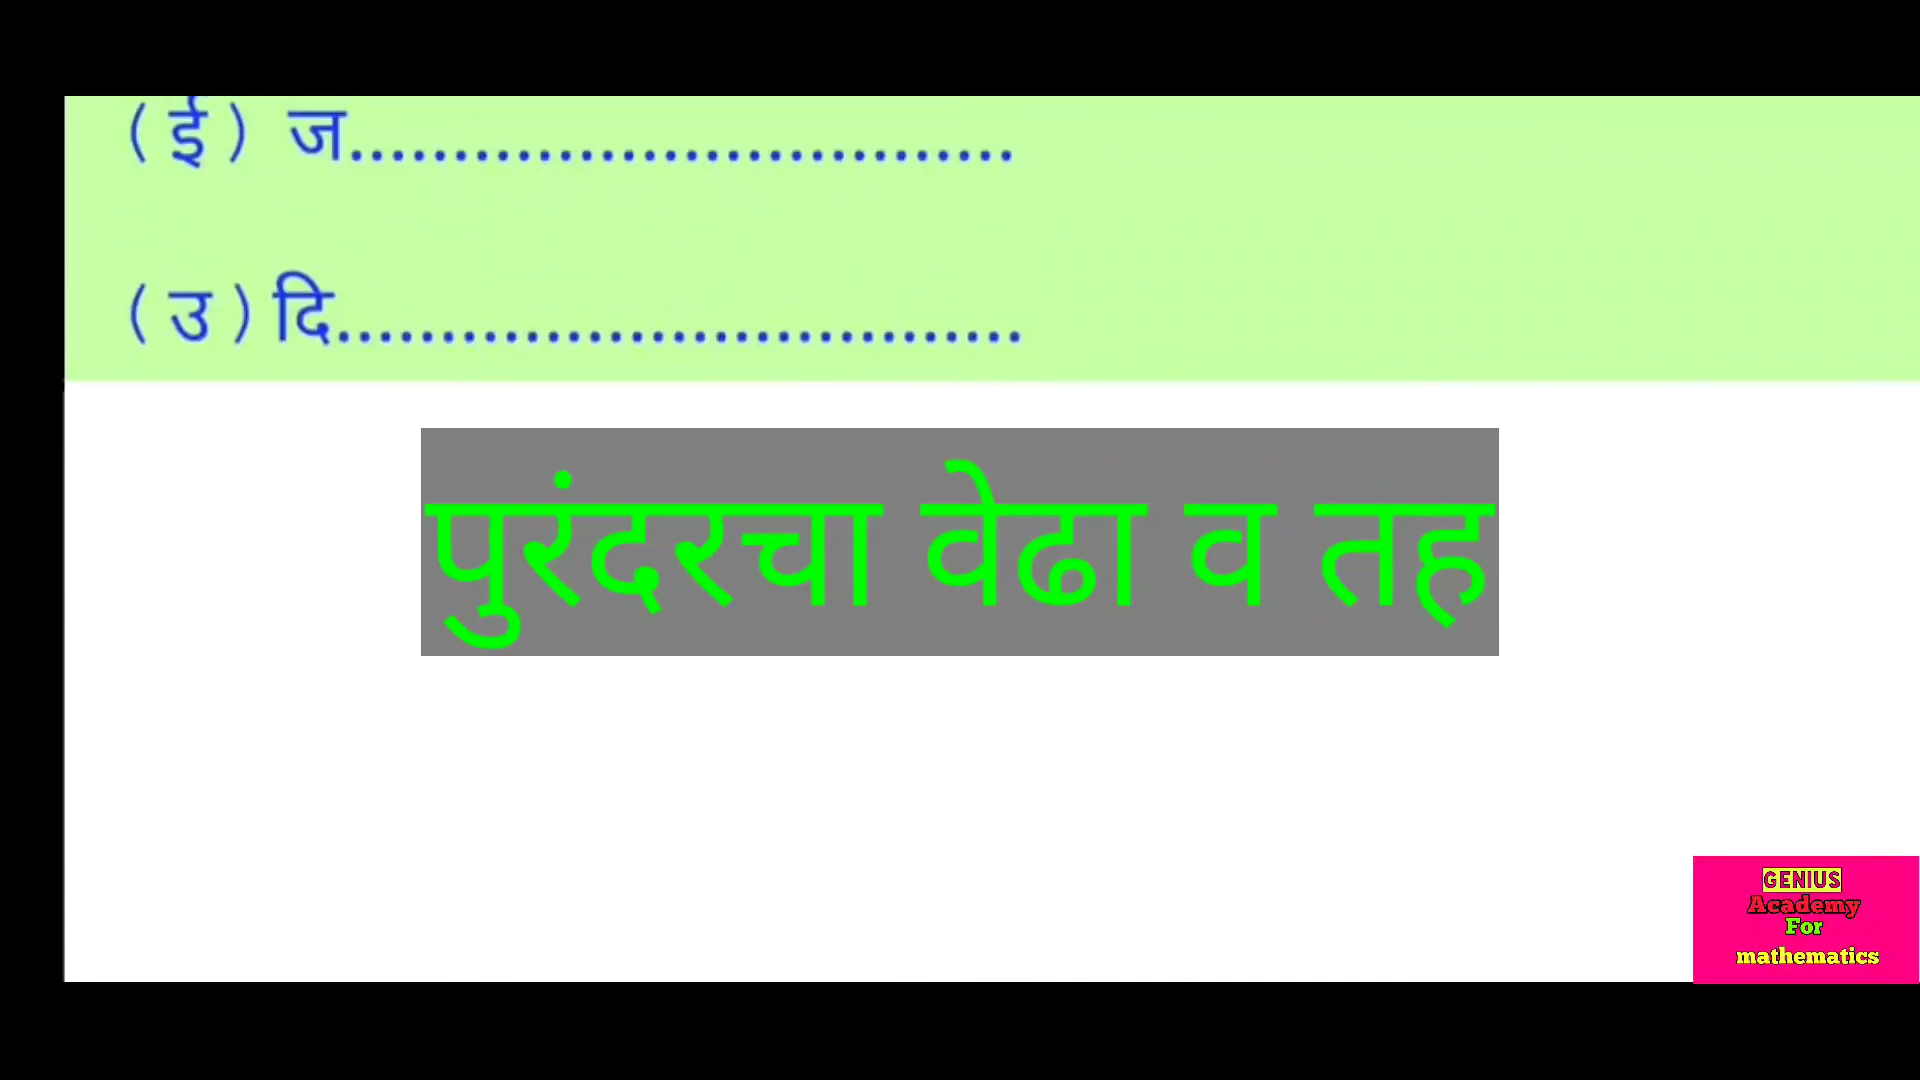 ( ई ) ज................................
( उ ) दि.................................
पुरंदरचा वेढा व तह
GENIUS
Academy
For
mathematics